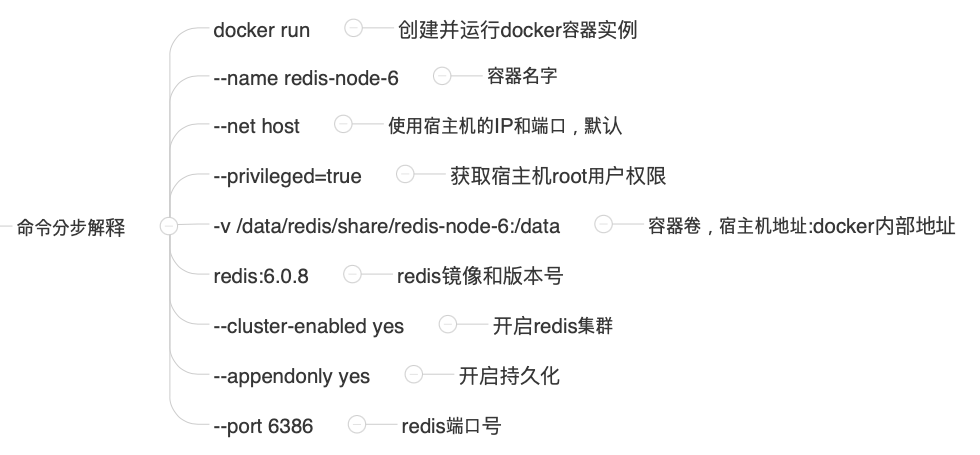 命令分步解释
docker run 创建并运行docker容器实例
--name redis-node-6 容器名字
--net host 使用宿主机的IP和端口，默认
--privileged=true 获取宿主机root用户权限
-v /data/redis/share/redis-node-6:/data 容器卷，宿主机地址:docker内部地址
redis:6.0.8 redis镜像和版本号
--cluster-enabled yes 开启redis集群
--appendonly yes 开启持久化
--port 6386 redis端口号